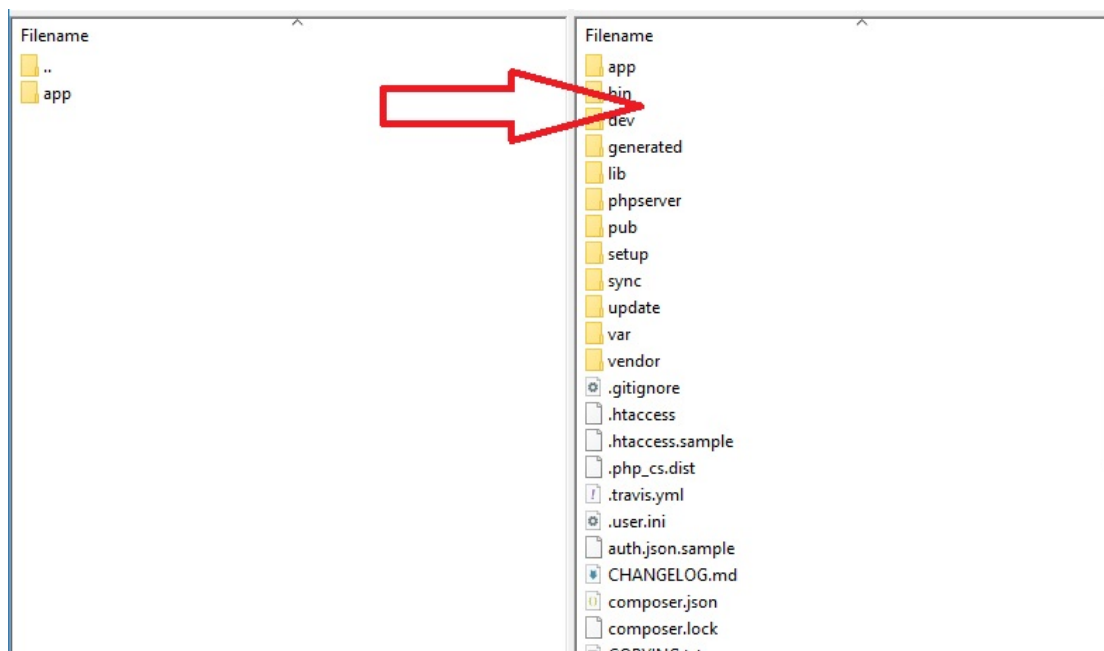 Filename
..
app
Filename
app
bin
dev
generated
lib
phpserver
pub
setup
sync
update
var
vendor
.gitignore
.htaccess
.htaccess.sample
.php_cs.dist
.travis.yml
.user.ini
auth.json.sample
CHANGELOG.md
composer.json
composer.lock